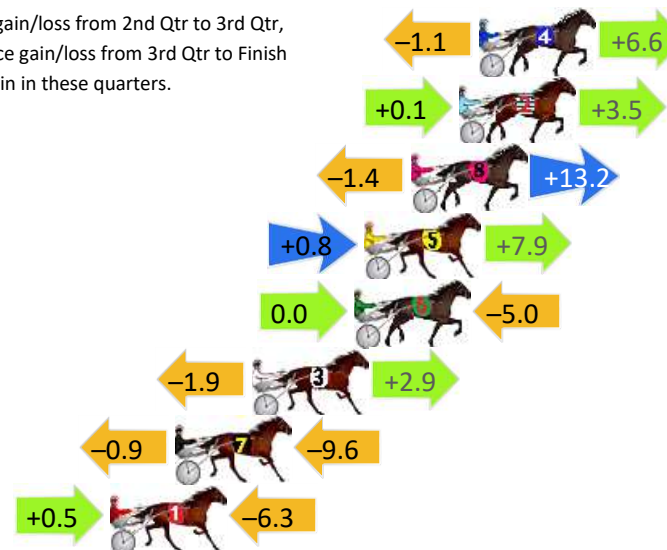 gain/loss from 2nd Qtr to 3rd Qtr,
ce gain/loss from 3rd Qtr to Finish
in in these quarters.
–1.1 4 +6.6
+0.1 2 +3.5
–1.4 8 +13.2
+0.8 5 +7.9
0.0 6 –5.0
–1.9 3 +2.9
–0.9 7 –9.6
+0.5 1 –6.3